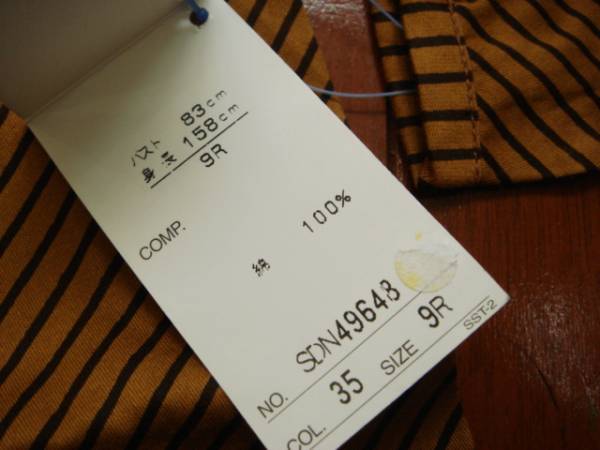 バスト 83cm
身長 158cm
9R
COMP.
綿 100%
NO. SDN49648
COL. 35 SIZE 9R
SST-2